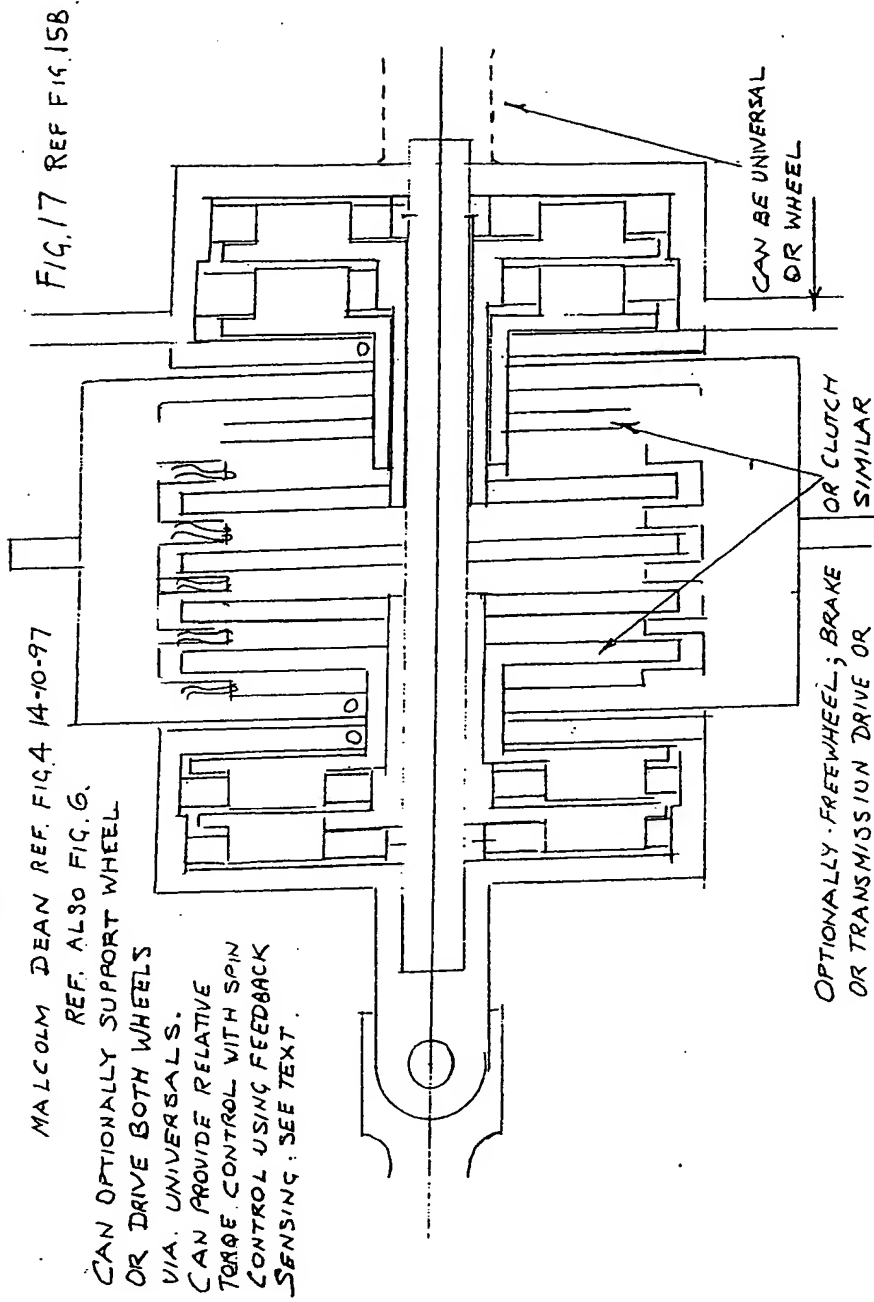 FIG. 17 REF FIG. 15B
MALCOLM DEAN REF. FIG. 4 14-10-97
REF. ALSO FIG. 6.
CAN OPTIONALLY SUPPORT WHEEL
OR DRIVE BOTH WHEELS
VIA. UNIVERSALS.
CAN PROVIDE RELATIVE
TORQE. CONTROL WITH SPIN
CONTROL USING FEEDBACK
SENSING: SEE TEXT.
CAN BE UNIVERSAL
OR WHEEL
OPTIONALLY. FREEWHEEL; BRAKE OR CLUTCH
OR TRANSMISSION DRIVE OR SIMILAR